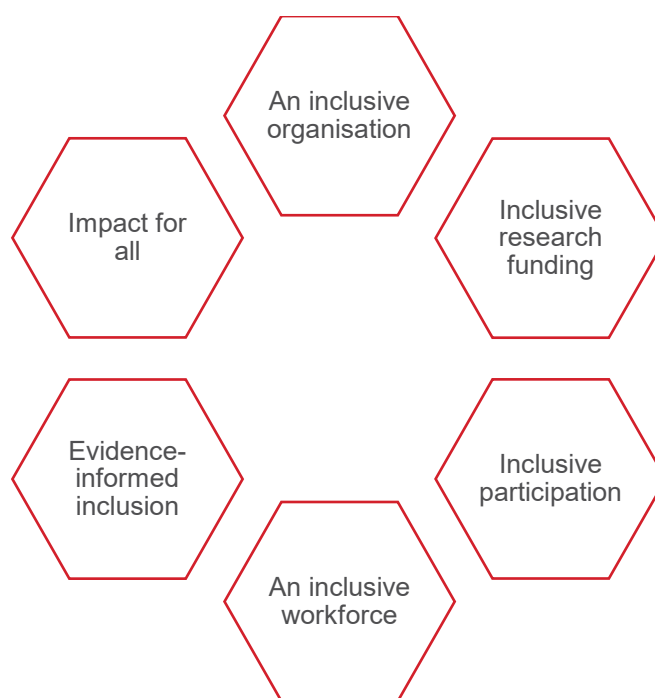 An inclusive
organisation
Inclusive
research
funding
Inclusive
participation
An inclusive
workforce
Evidence-
informed
inclusion
Impact for
all